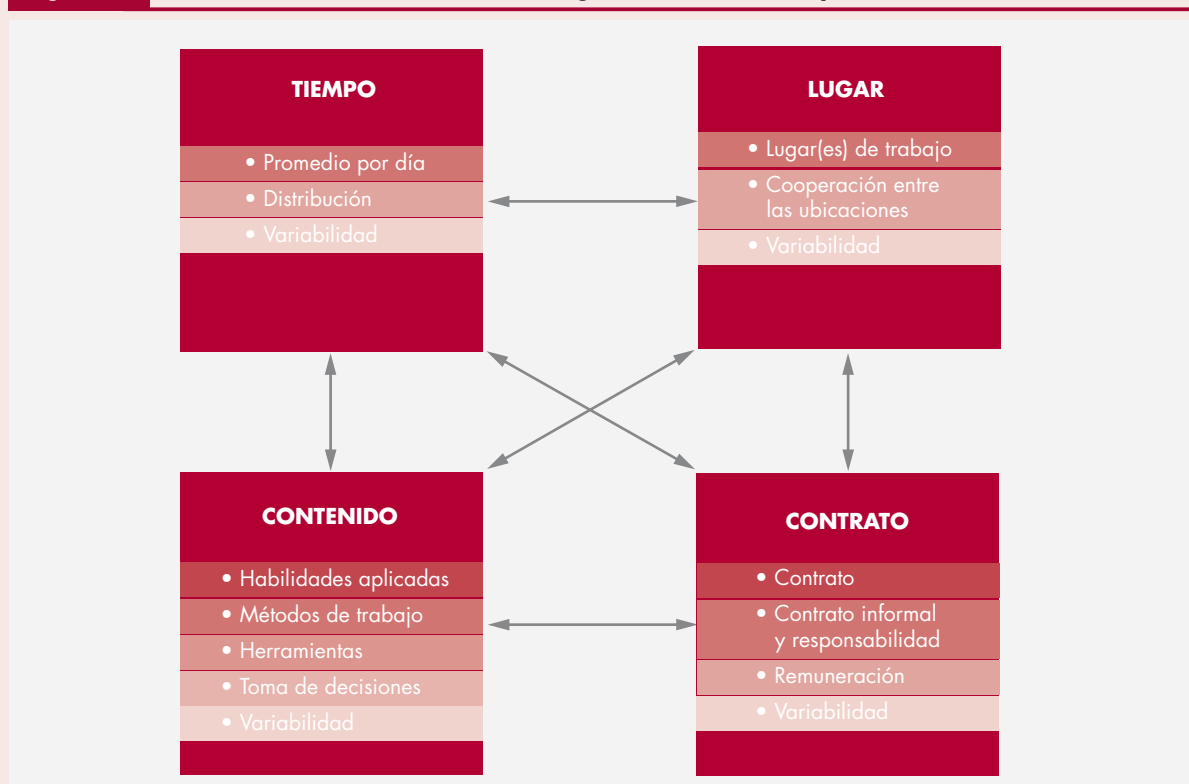 TIEMPO
• Promedio por día
• Distribución
• Variabilidad
LUGAR
• Lugar(es) de trabajo
• Cooperación entre
las ubicaciones
• Variabilidad
CONTENIDO
• Habilidades aplicadas
• Métodos de trabajo
• Herramientas
• Toma de decisiones
• Variabilidad
CONTRATO
• Contrato
• Contrato informal
y responsabilidad
• Remuneración
• Variabilidad